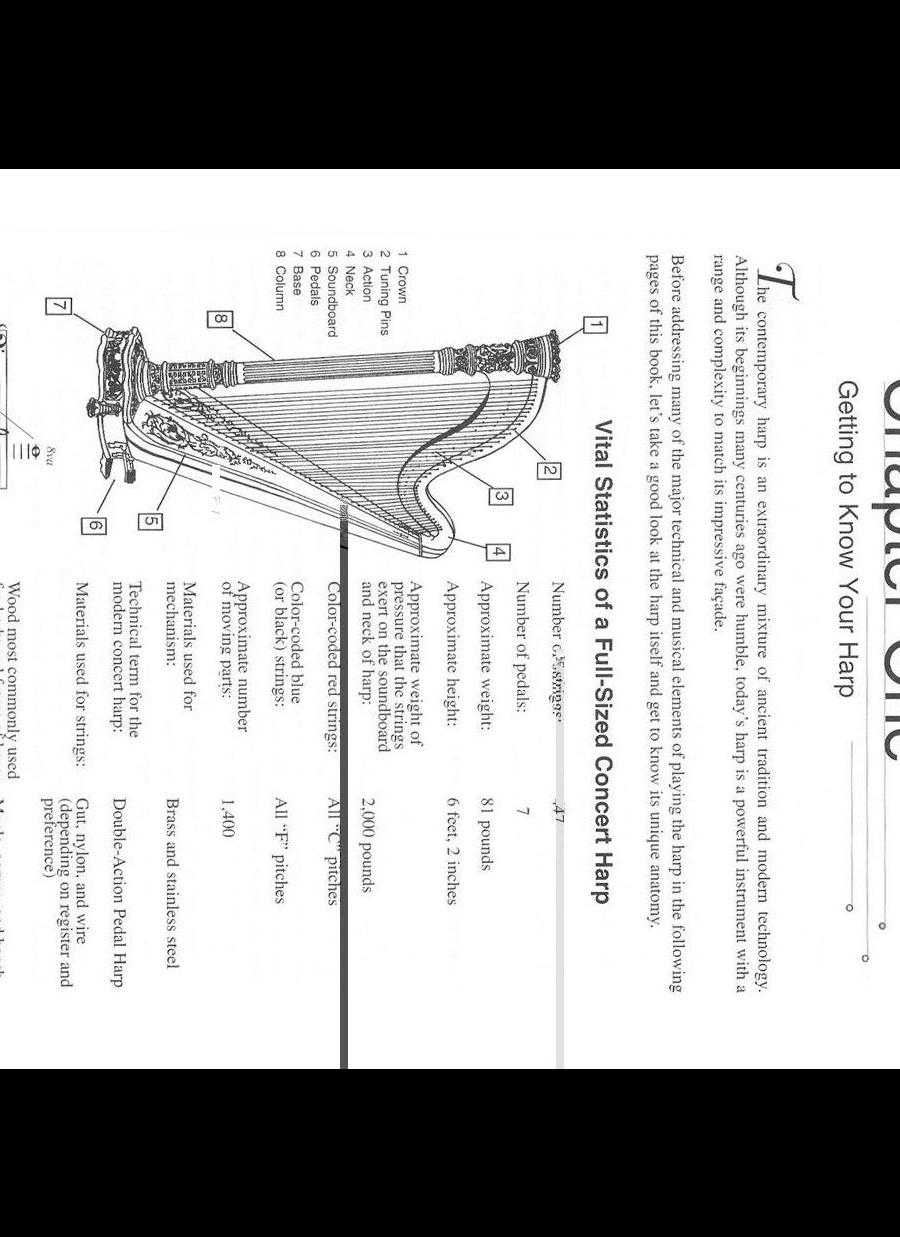 Chapter One
Getting to Know Your Harp
The contemporary harp is an extraordinary mixture of ancient tradition and modern technology.
Although its beginnings many centuries ago were humble, today's harp is a powerful instrument with a
range and complexity to match its impressive façade.
Before addressing many of the major technical and musical elements of playing the harp in the following
pages of this book, let's take a good look at the harp itself and get to know its unique anatomy.
Vital Statistics of a Full-Sized Concert Harp
1 Crown
2 Tuning Pins
3 Action
4 Neck
5 Soundboard
6 Pedals
7 Base
8 Column
1
2
3
4
5
6
7
8
Number strings: 47
Number of pedals: 7
Approximate weight: 81 pounds
Approximate height: 6 feet, 2 inches
Approximate weight of
pressure that the strings
exert on the soundboard
and neck of harp: 2,000 pounds
Color-coded red strings: All "C" pitches
Color-coded blue
(or black) strings: All "F" pitches
Approximate number
of moving parts: 1,400
Materials used for
mechanism: Brass and stainless steel
Technical term for the
modern concert harp: Double-Action Pedal Harp
Materials used for strings: Gut, nylon, and wire
(depending on register and
preference)
Wood most commonly used
8va